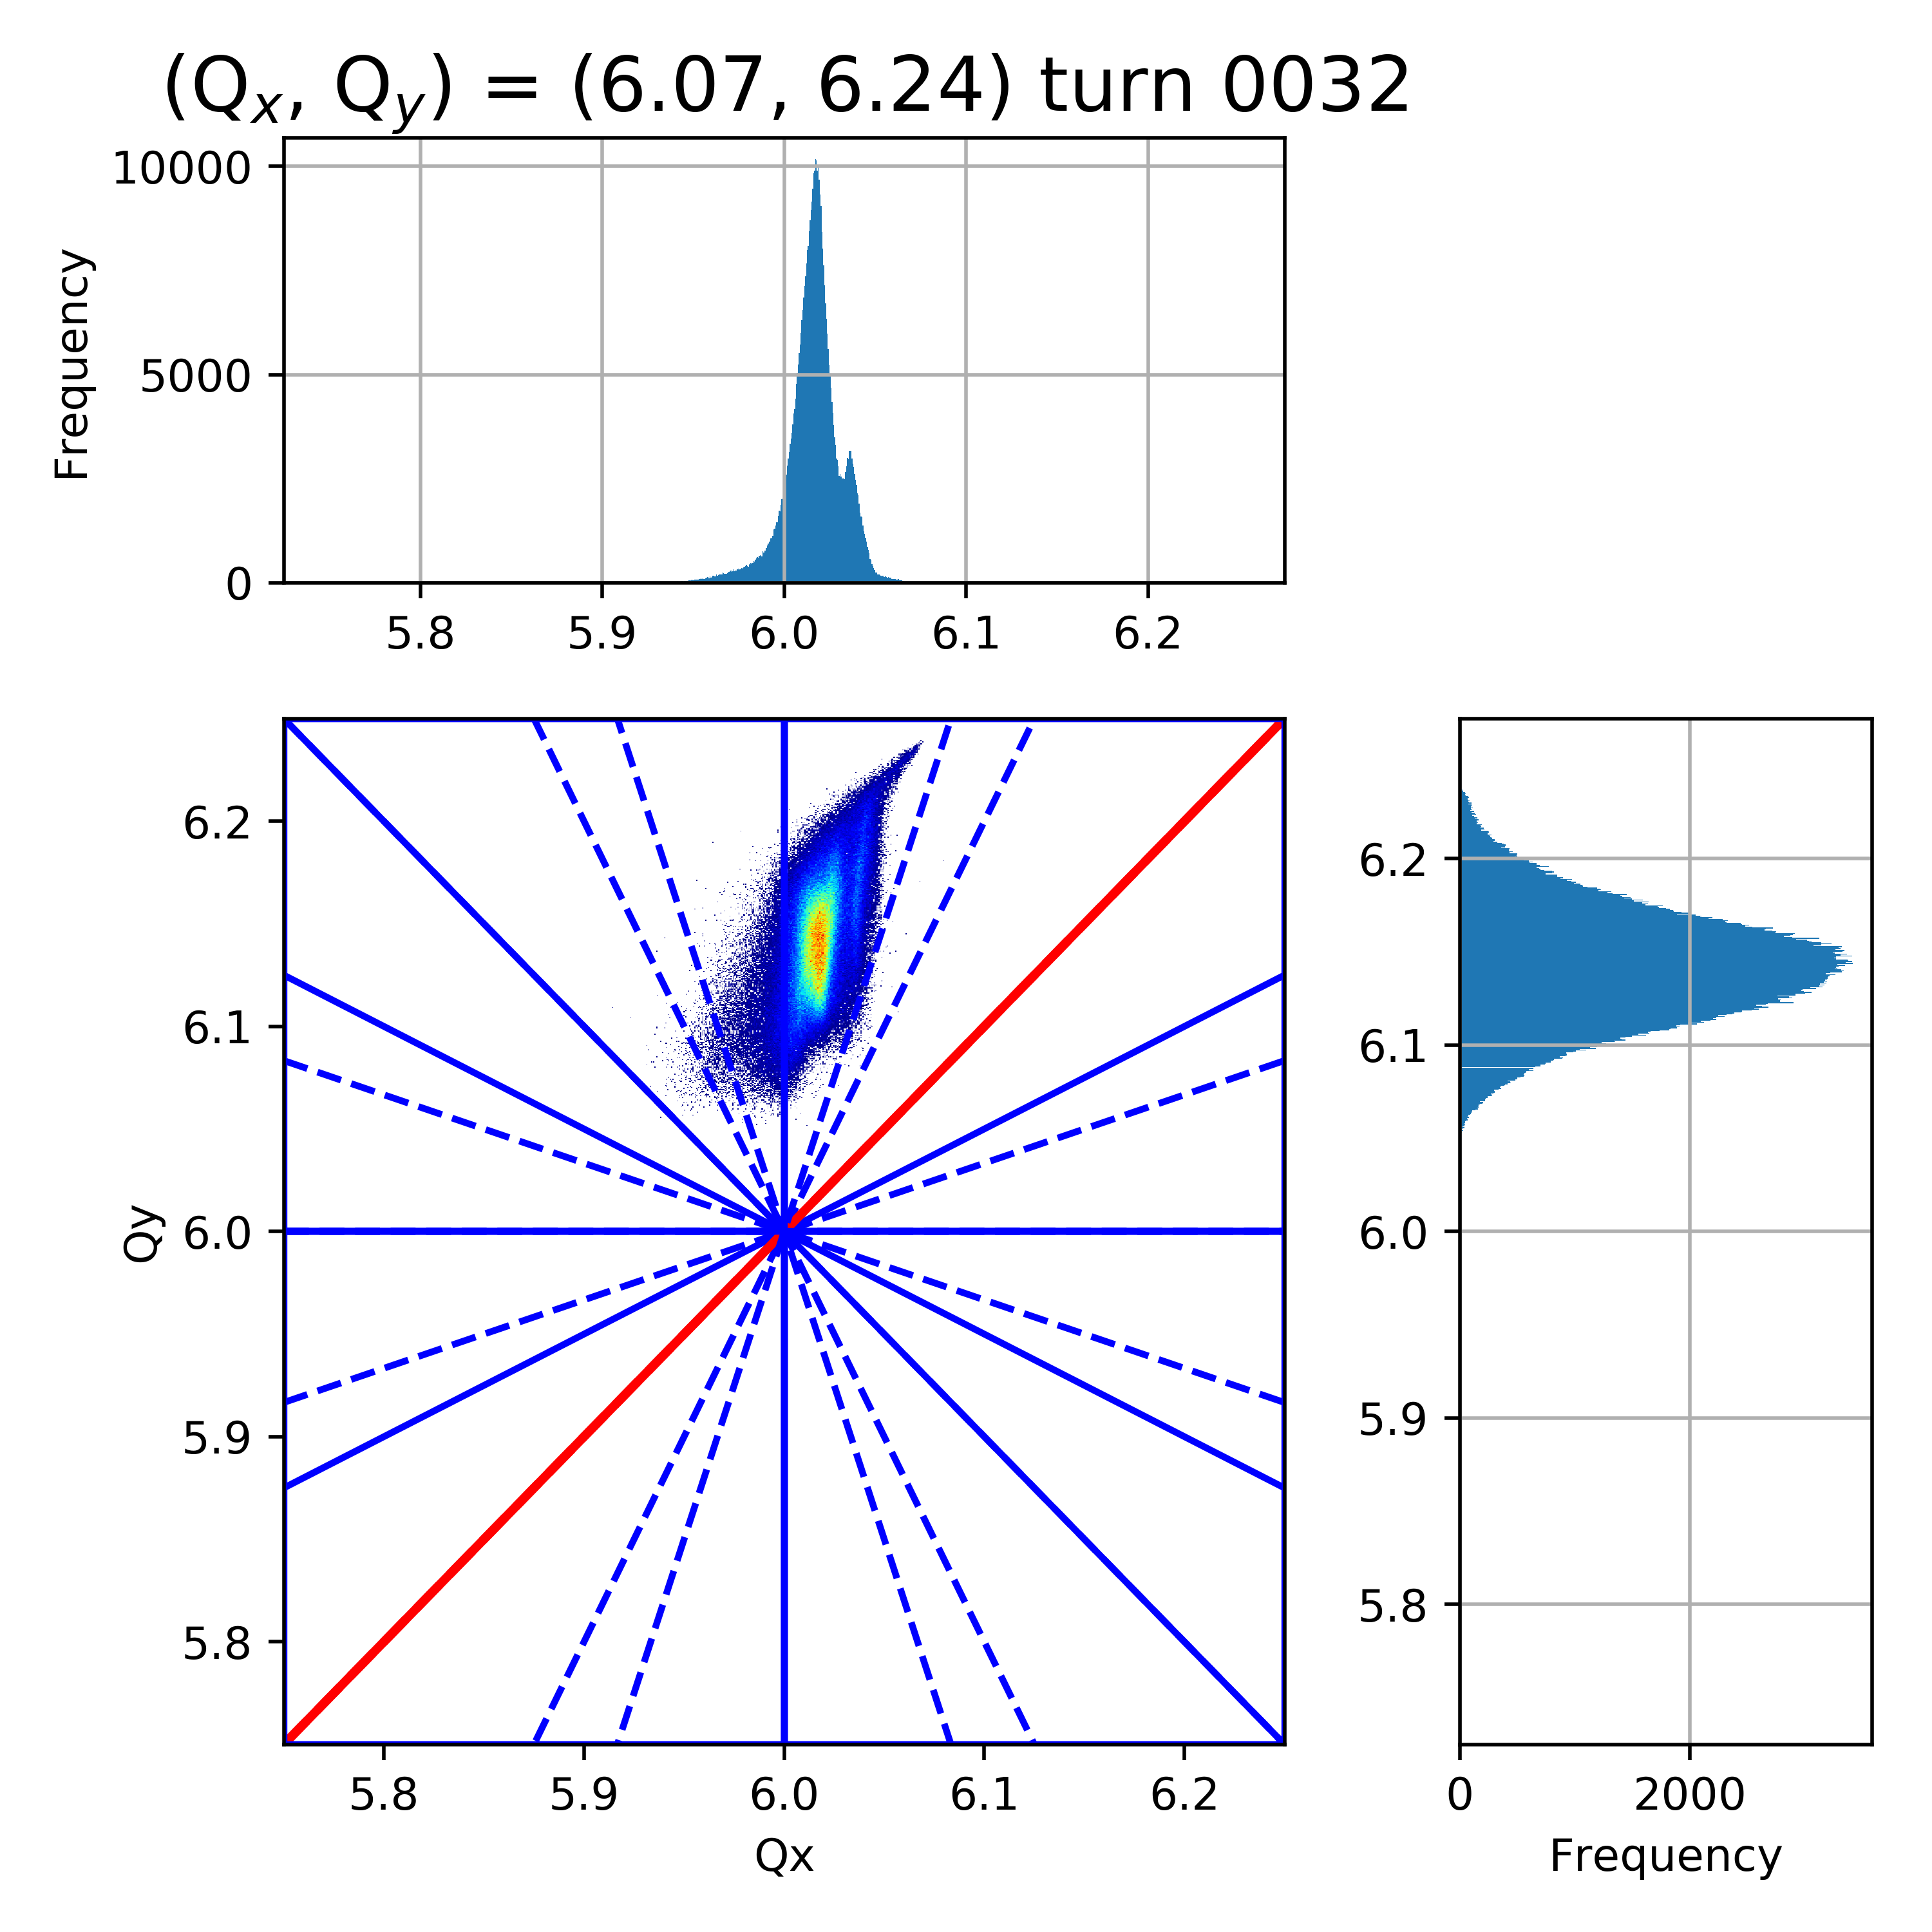 (Qx, Qy) = (6.07, 6.24) turn 0032
10000
5000
0
Frequency
5.8 5.9 6.0 6.1 6.2
6.2
6.1
6.0
5.9
5.8
Qy
5.8 5.9 6.0 6.1 6.2
Qx
6.2
6.1
6.0
5.9
5.8
0 2000
Frequency